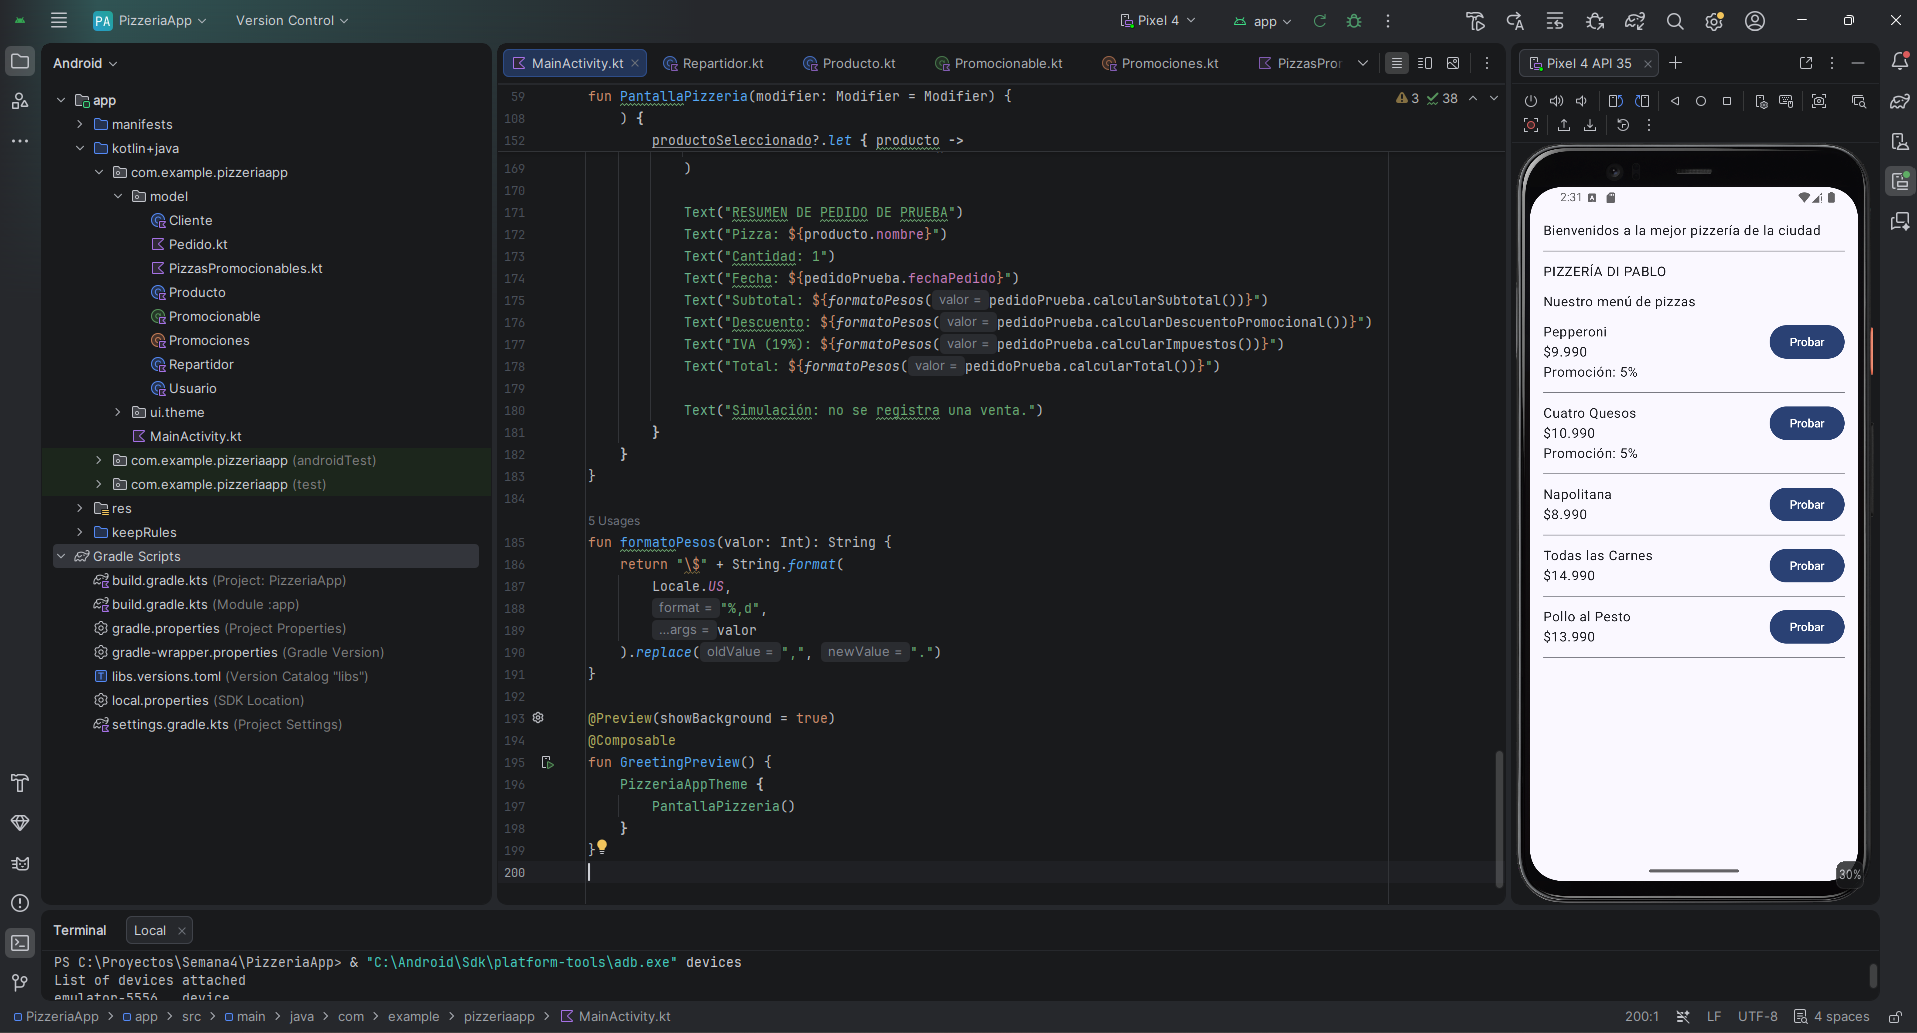 PA PizzeriaApp Version Control Pixel 4 app
Android
app
manifests
kotlin+java
com.example.pizzeriaapp
model
Cliente
Pedido.kt
PizzasPromocionables.kt
Producto
Promocionable
Promociones
Repartidor
Usuario
ui.theme
MainActivity.kt
com.example.pizzeriaapp (androidTest)
com.example.pizzeriaapp (test)
res
keepRules
Gradle Scripts
build.gradle.kts (Project: PizzeriaApp)
build.gradle.kts (Module :app)
gradle.properties (Project Properties)
gradle-wrapper.properties (Gradle Version)
libs.versions.toml (Version Catalog "libs")
local.properties (SDK Location)
settings.gradle.kts (Project Settings)
MainActivity.kt Repartidor.kt Producto.kt Promocionable.kt Promociones.kt PizzasPror
59 fun PantallaPizzeria(modifier: Modifier = Modifier) { 3 38
108 ) {
152 productoSeleccionado?.let { producto ->
169 )
170
171 Text("RESUMEN DE PEDIDO DE PRUEBA")
172 Text("Pizza: ${producto.nombre}")
173 Text("Cantidad: 1")
174 Text("Fecha: ${pedidoPrueba.fechaPedido}")
175 Text("Subtotal: ${formatoPesos( valor = pedidoPrueba.calcularSubtotal())}")
176 Text("Descuento: ${formatoPesos( valor = pedidoPrueba.calcularDescuentoPromocional())}")
177 Text("IVA (19%): ${formatoPesos( valor = pedidoPrueba.calcularImpuestos())}")
178 Text("Total: ${formatoPesos( valor = pedidoPrueba.calcularTotal())}")
179
180 Text("Simulación: no se registra una venta.")
181 }
182 }
183 }
184
5 Usages
185 fun formatoPesos(valor: Int): String {
186 return "\$" + String.format(
187 Locale.US,
188 format = "%,d",
189 ...args = valor
190 ).replace( oldValue = ",", newValue = ".")
191 }
192
193 @Preview(showBackground = true)
194 @Composable
195 fun GreetingPreview() {
196 PizzeriaAppTheme {
197 PantallaPizzeria()
198 }
199 }
200
Pixel 4 API 35
2:31
Bienvenidos a la mejor pizzería de la ciudad
PIZZERÍA DI PABLO
Nuestro menú de pizzas
Pepperoni
$9.990
Promoción: 5%
Probar
Cuatro Quesos
$10.990
Promoción: 5%
Probar
Napolitana
$8.990
Probar
Todas las Carnes
$14.990
Probar
Pollo al Pesto
$13.990
Probar
30%
Terminal Local
PS C:\Proyectos\Semana4\PizzeriaApp> & "C:\Android\Sdk\platform-tools\adb.exe" devices
List of devices attached
emulator-5556 device
PizzeriaApp > app > src > main > java > com > example > pizzeriaapp > MainActivity.kt 200:1 LF UTF-8 4 spaces